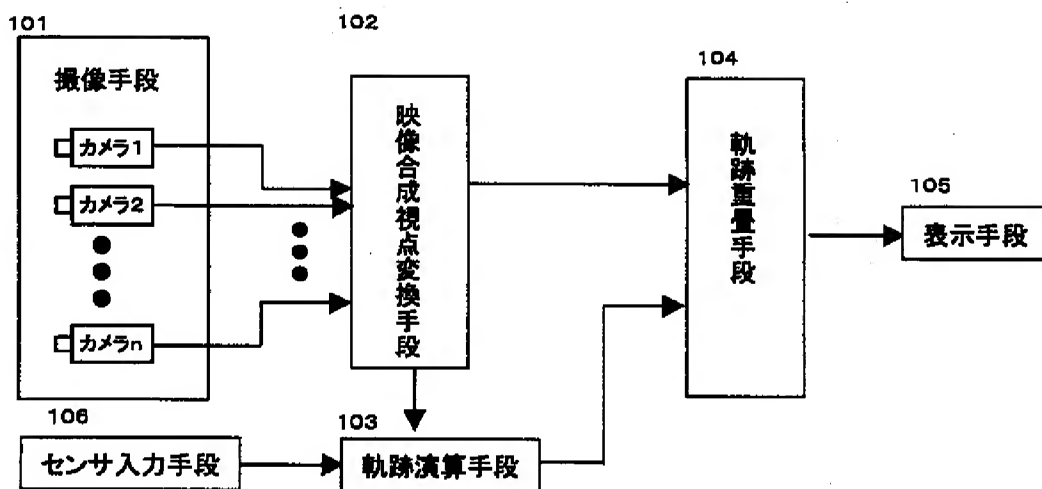 101
撮像手段
カメラ1
カメラ2
カメラn
102
映像合成視点変換手段
104
軌跡重畳手段
105
表示手段
106
センサ入力手段
103
軌跡演算手段